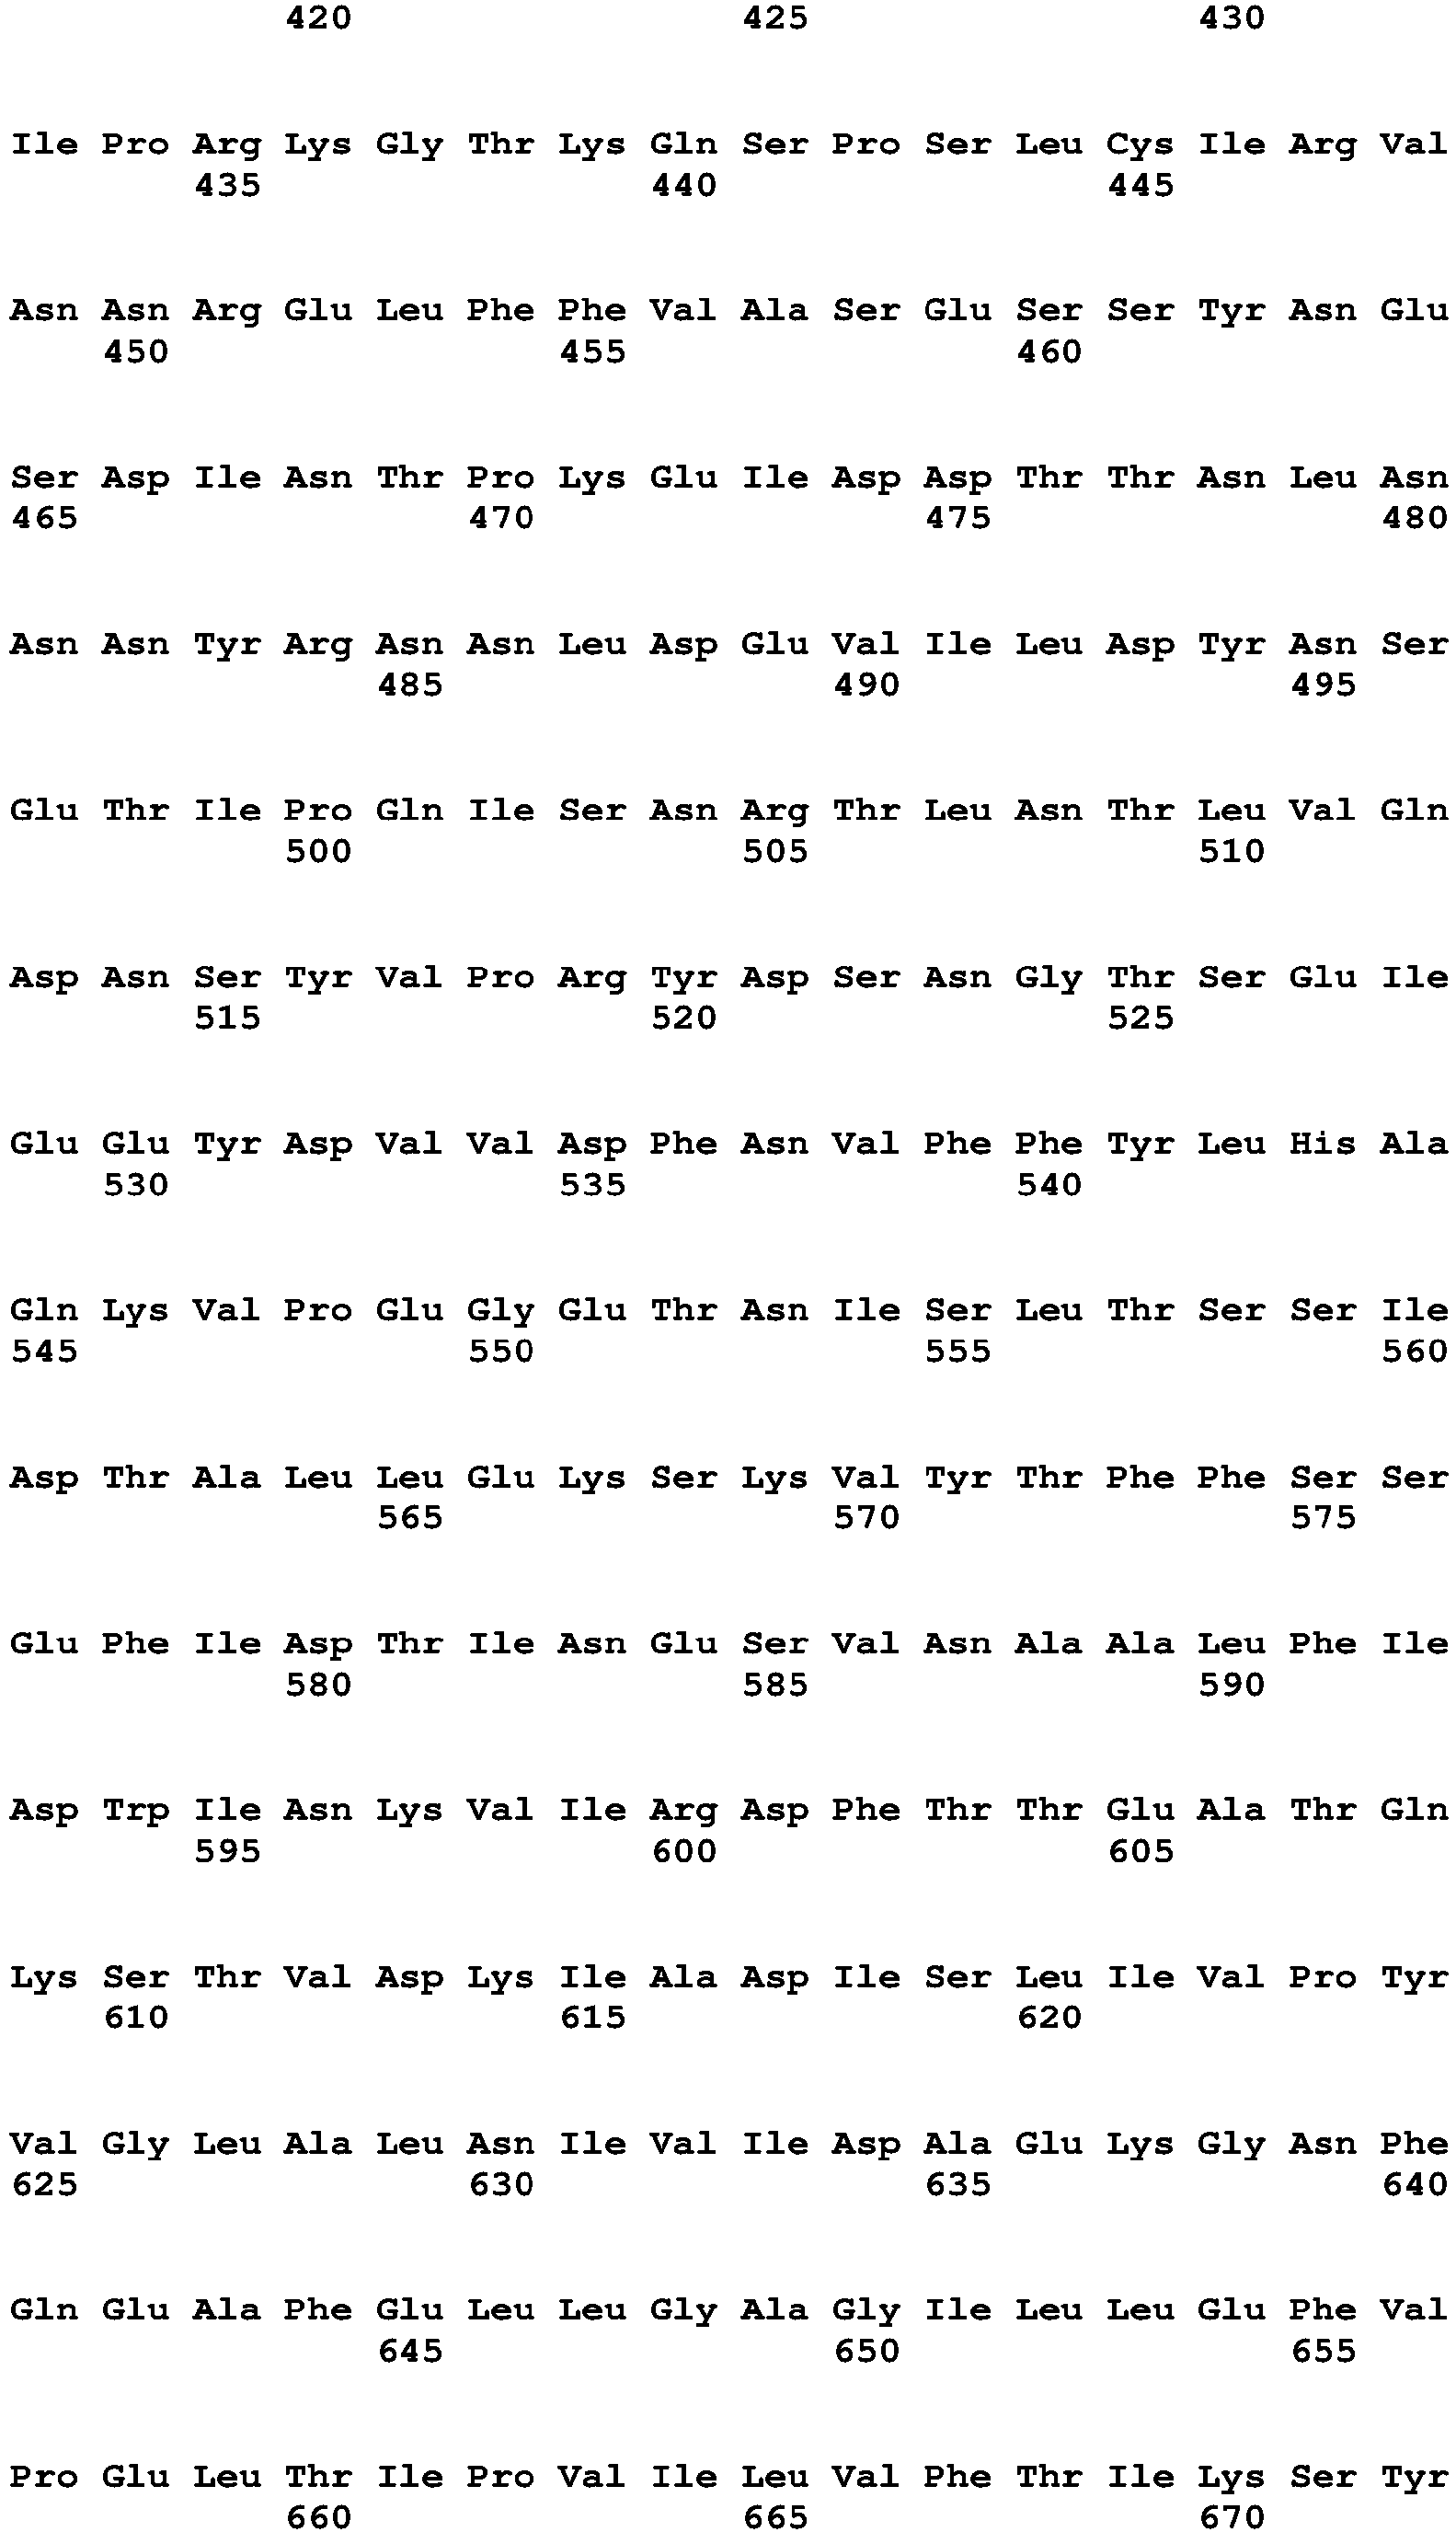 420 425 430
Ile Pro Arg Lys Gly Thr Lys Gln Ser Pro Ser Leu Cys Ile Arg Val
435 440 445
Asn Asn Arg Glu Leu Phe Phe Val Ala Ser Glu Ser Ser Tyr Asn Glu
450 455 460
Ser Asp Ile Asn Thr Pro Lys Glu Ile Asp Asp Thr Thr Asn Leu Asn
465 470 475 480
Asn Asn Tyr Arg Asn Asn Leu Asp Glu Val Ile Leu Asp Tyr Asn Ser
485 490 495
Glu Thr Ile Pro Gln Ile Ser Asn Arg Thr Leu Asn Thr Leu Val Gln
500 505 510
Asp Asn Ser Tyr Val Pro Arg Tyr Asp Ser Asn Gly Thr Ser Glu Ile
515 520 525
Glu Glu Tyr Asp Val Val Asp Phe Asn Val Phe Phe Tyr Leu His Ala
530 535 540
Gln Lys Val Pro Glu Gly Glu Thr Asn Ile Ser Leu Thr Ser Ser Ile
545 550 555 560
Asp Thr Ala Leu Leu Glu Lys Ser Lys Val Tyr Thr Phe Phe Ser Ser
565 570 575
Glu Phe Ile Asp Thr Ile Asn Glu Ser Val Asn Ala Ala Leu Phe Ile
580 585 590
Asp Trp Ile Asn Lys Val Ile Arg Asp Phe Thr Thr Glu Ala Thr Gln
595 600 605
Lys Ser Thr Val Asp Lys Ile Ala Asp Ile Ser Leu Ile Val Pro Tyr
610 615 620
Val Gly Leu Ala Leu Asn Ile Val Ile Asp Ala Glu Lys Gly Asn Phe
625 630 635 640
Gln Glu Ala Phe Glu Leu Leu Gly Ala Gly Ile Leu Leu Glu Phe Val
645 650 655
Pro Glu Leu Thr Ile Pro Val Ile Leu Val Phe Thr Ile Lys Ser Tyr
660 665 670